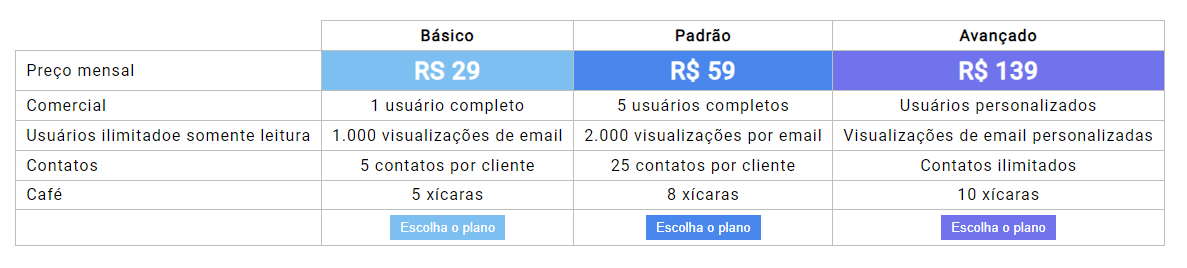 Básico Padrão Avançado
Preço mensal RS 29 R$ 59 R$ 139
Comercial 1 usuário completo 5 usuários completos Usuários personalizados
Usuários ilimitadoe somente leitura 1.000 visualizações de email 2.000 visualizações por email Visualizações de email personalizadas
Contatos 5 contatos por cliente 25 contatos por cliente Contatos ilimitados
Café 5 xícaras 8 xícaras 10 xícaras
Escolha o plano Escolha o plano Escolha o plano